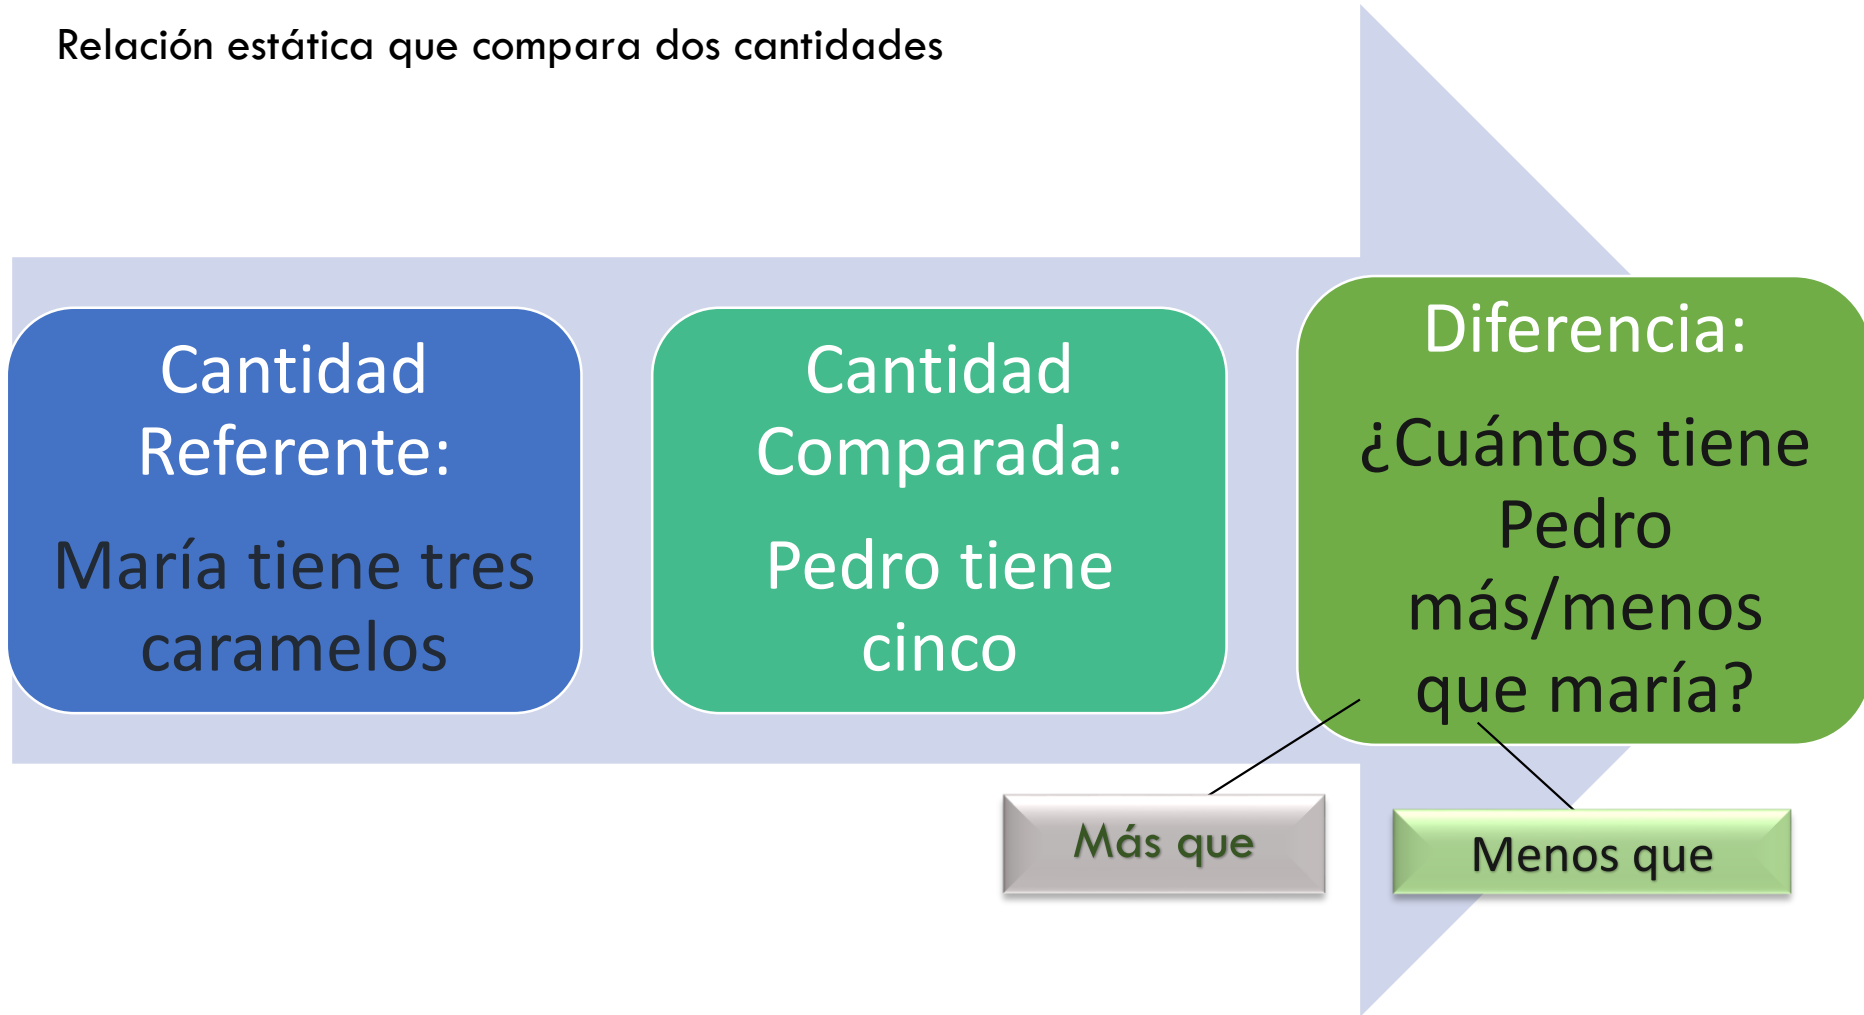 Relación estática que compara dos cantidades
Cantidad
Referente:
María tiene tres
caramelos
Cantidad
Comparada:
Pedro tiene
cinco
Diferencia:
¿Cuántos tiene
Pedro
más/menos
que maría?
Más que
Menos que